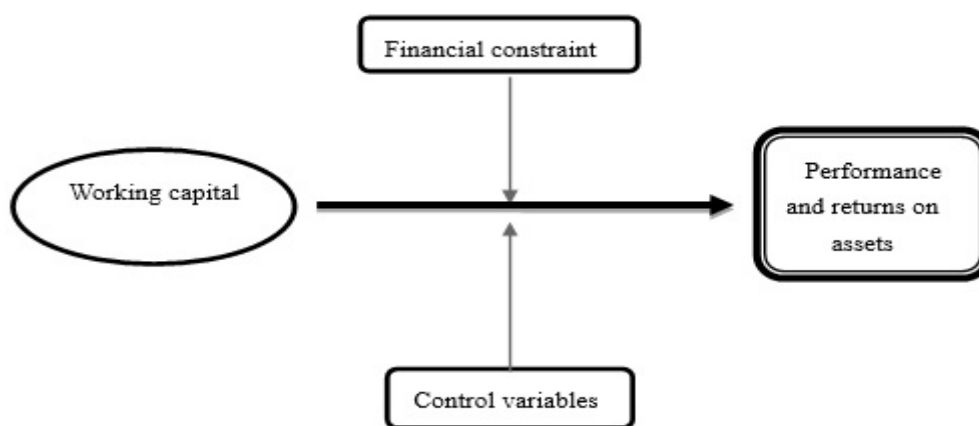 Financial constraint
Working capital
Performance
and returns on
assets
Control variables